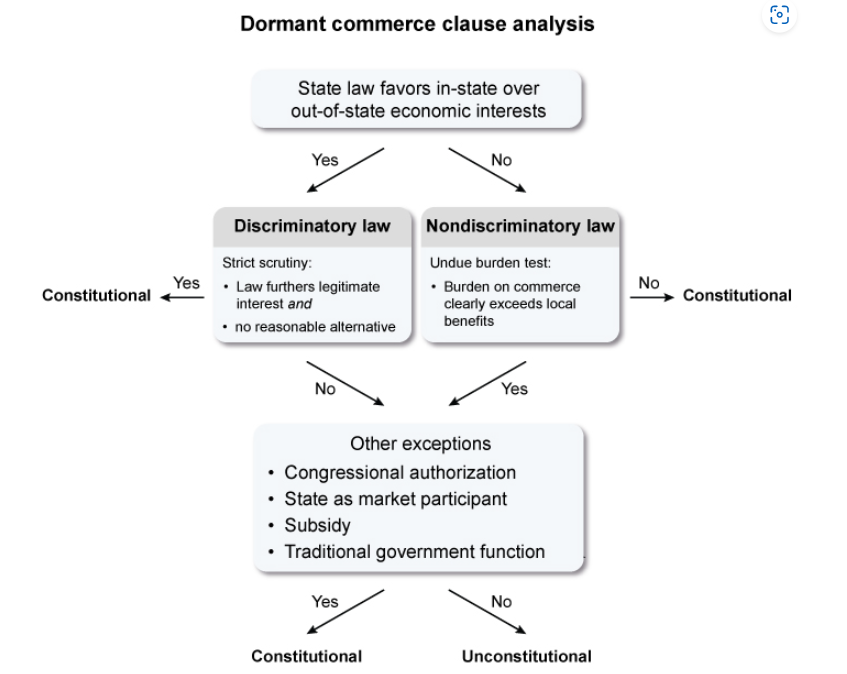 Dormant commerce clause analysis
State law favors in-state over
out-of-state economic interests
Yes
No
Discriminatory law
Strict scrutiny:
• Law furthers legitimate
interest and
• no reasonable alternative
Nondiscriminatory law
Undue burden test:
• Burden on commerce
clearly exceeds local
benefits
Yes
Constitutional
No
Constitutional
No
Yes
Other exceptions
• Congressional authorization
• State as market participant
• Subsidy
• Traditional government function
Yes
No
Constitutional
Unconstitutional